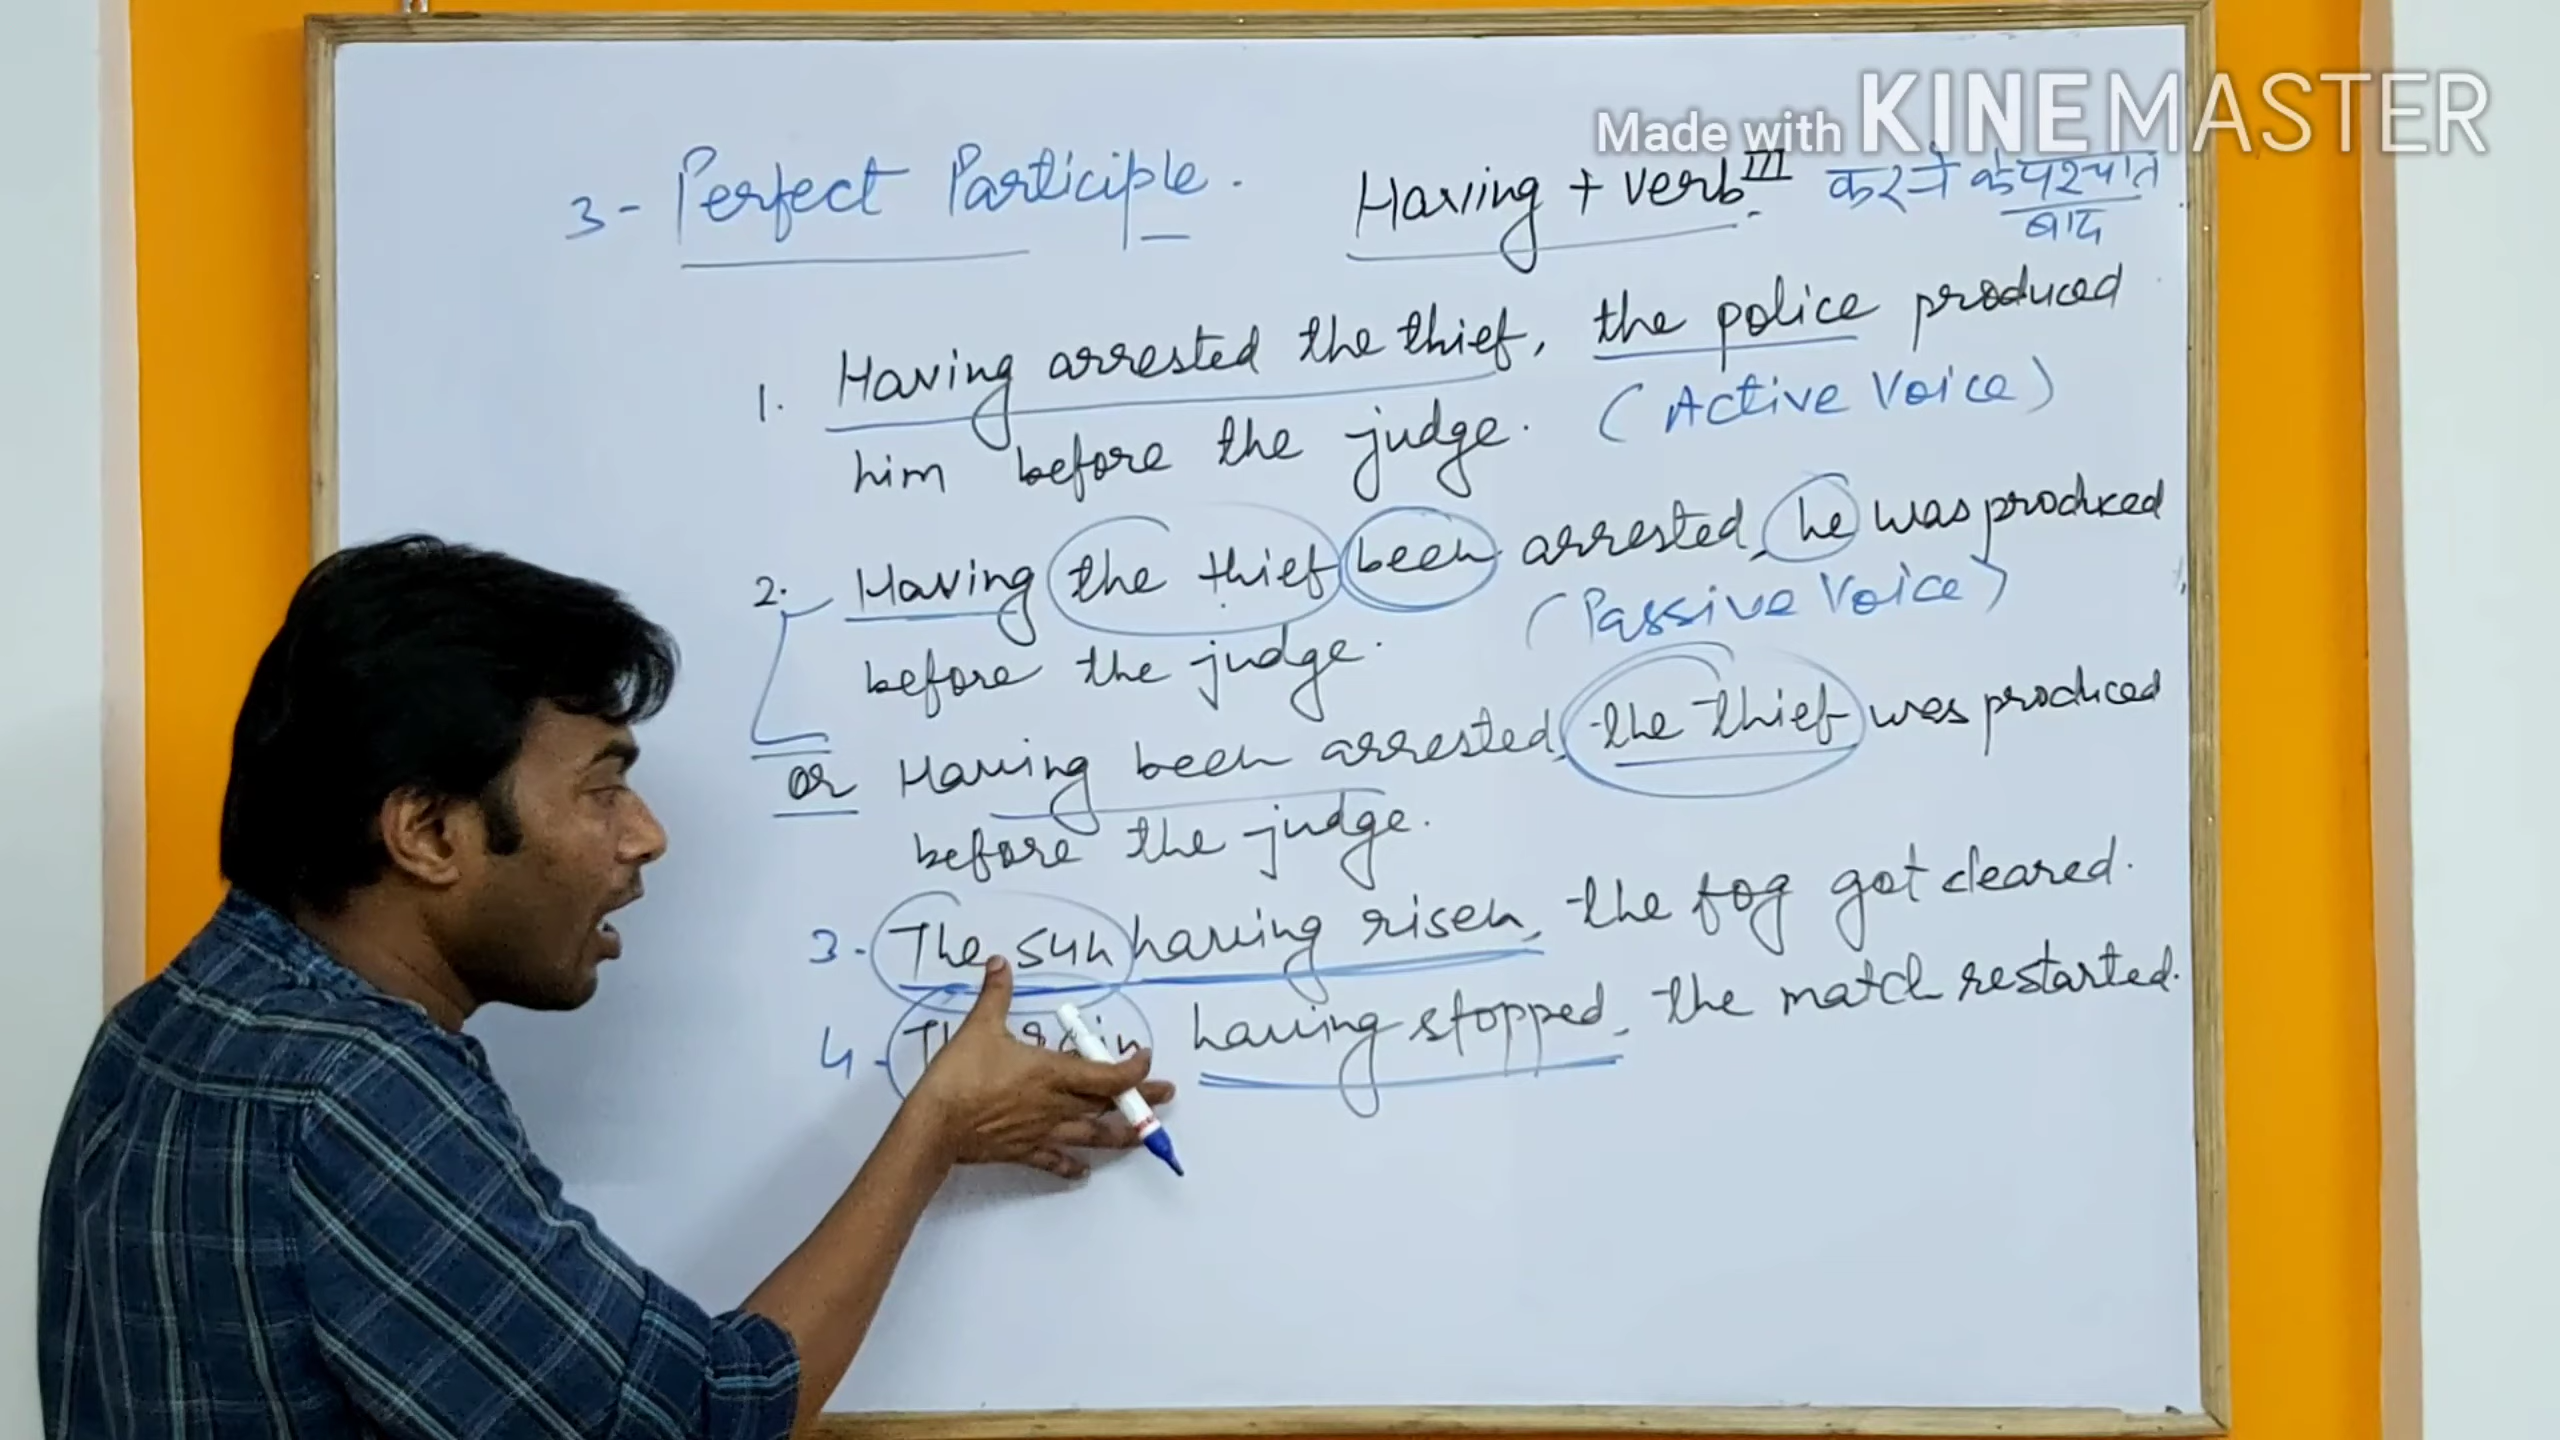 Made with KINEMASTER
3- Perfect Participle. Having + verb III करने के पश्चात
बाद
1. Having arrested the thief, the police produced
(Active Voice)
him before the judge.
2. Having the thief been arrested, he was produced
(Passive Voice)
before the judge.
or Having been arrested, the thief was produced
before the judge.
3- The sun having risen, the fog got cleared.
4- having stopped, the match restarted.